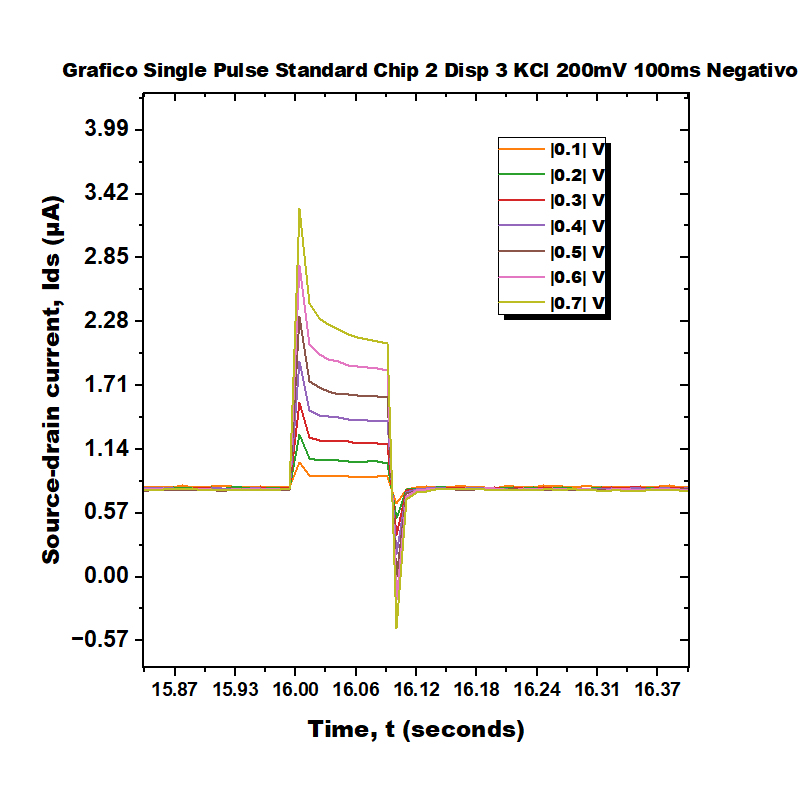 Grafico Single Pulse Standard Chip 2 Disp 3 KCl 200mV 100ms Negativo
3.99
3.42
2.85
2.28
1.71
1.14
0.57
0.00
−0.57
Source-drain current, Ids (µA)
|0.1| V
|0.2| V
|0.3| V
|0.4| V
|0.5| V
|0.6| V
|0.7| V
15.87 15.93 16.00 16.06 16.12 16.18 16.24 16.31 16.37
Time, t (seconds)